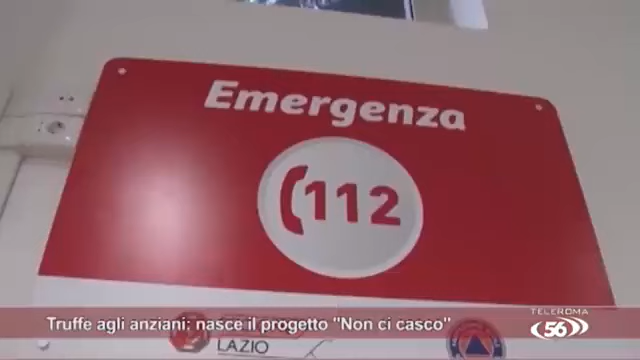 Emergenza
112
Truffe agli anziani: nasce il progetto "Non ci casco"
TELEROMA
56
LAZIO